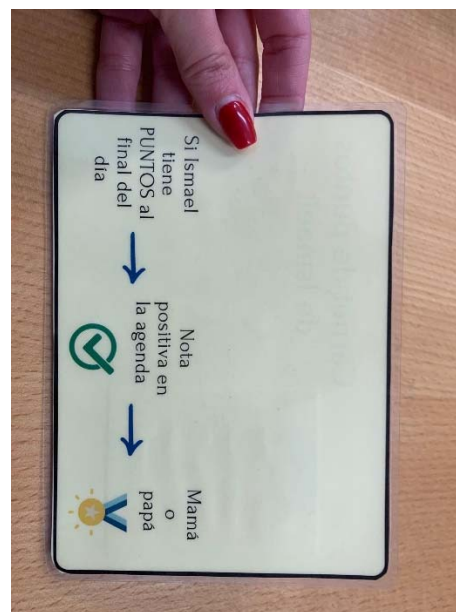 Si Ismael
tiene
PUNTOS al
final del
día
Nota
positiva en
la agenda
Mamá
o
papá